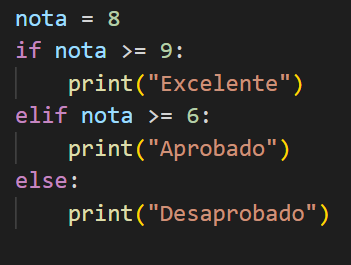 nota = 8
if nota >= 9:
    print("Excelente")
elif nota >= 6:
    print("Aprobado")
else:
    print("Desaprobado")